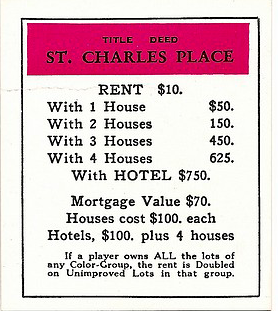 TITLE DEED
ST. CHARLES PLACE
RENT $10.
With 1 House $50.
With 2 Houses 150.
With 3 Houses 450.
With 4 Houses 625.
With HOTEL $750.
Mortgage Value $70.
Houses cost $100. each
Hotels, $100. plus 4 houses
If a player owns ALL the lots of
any Color-Group, the rent is Doubled
on Unimproved Lots in that group.